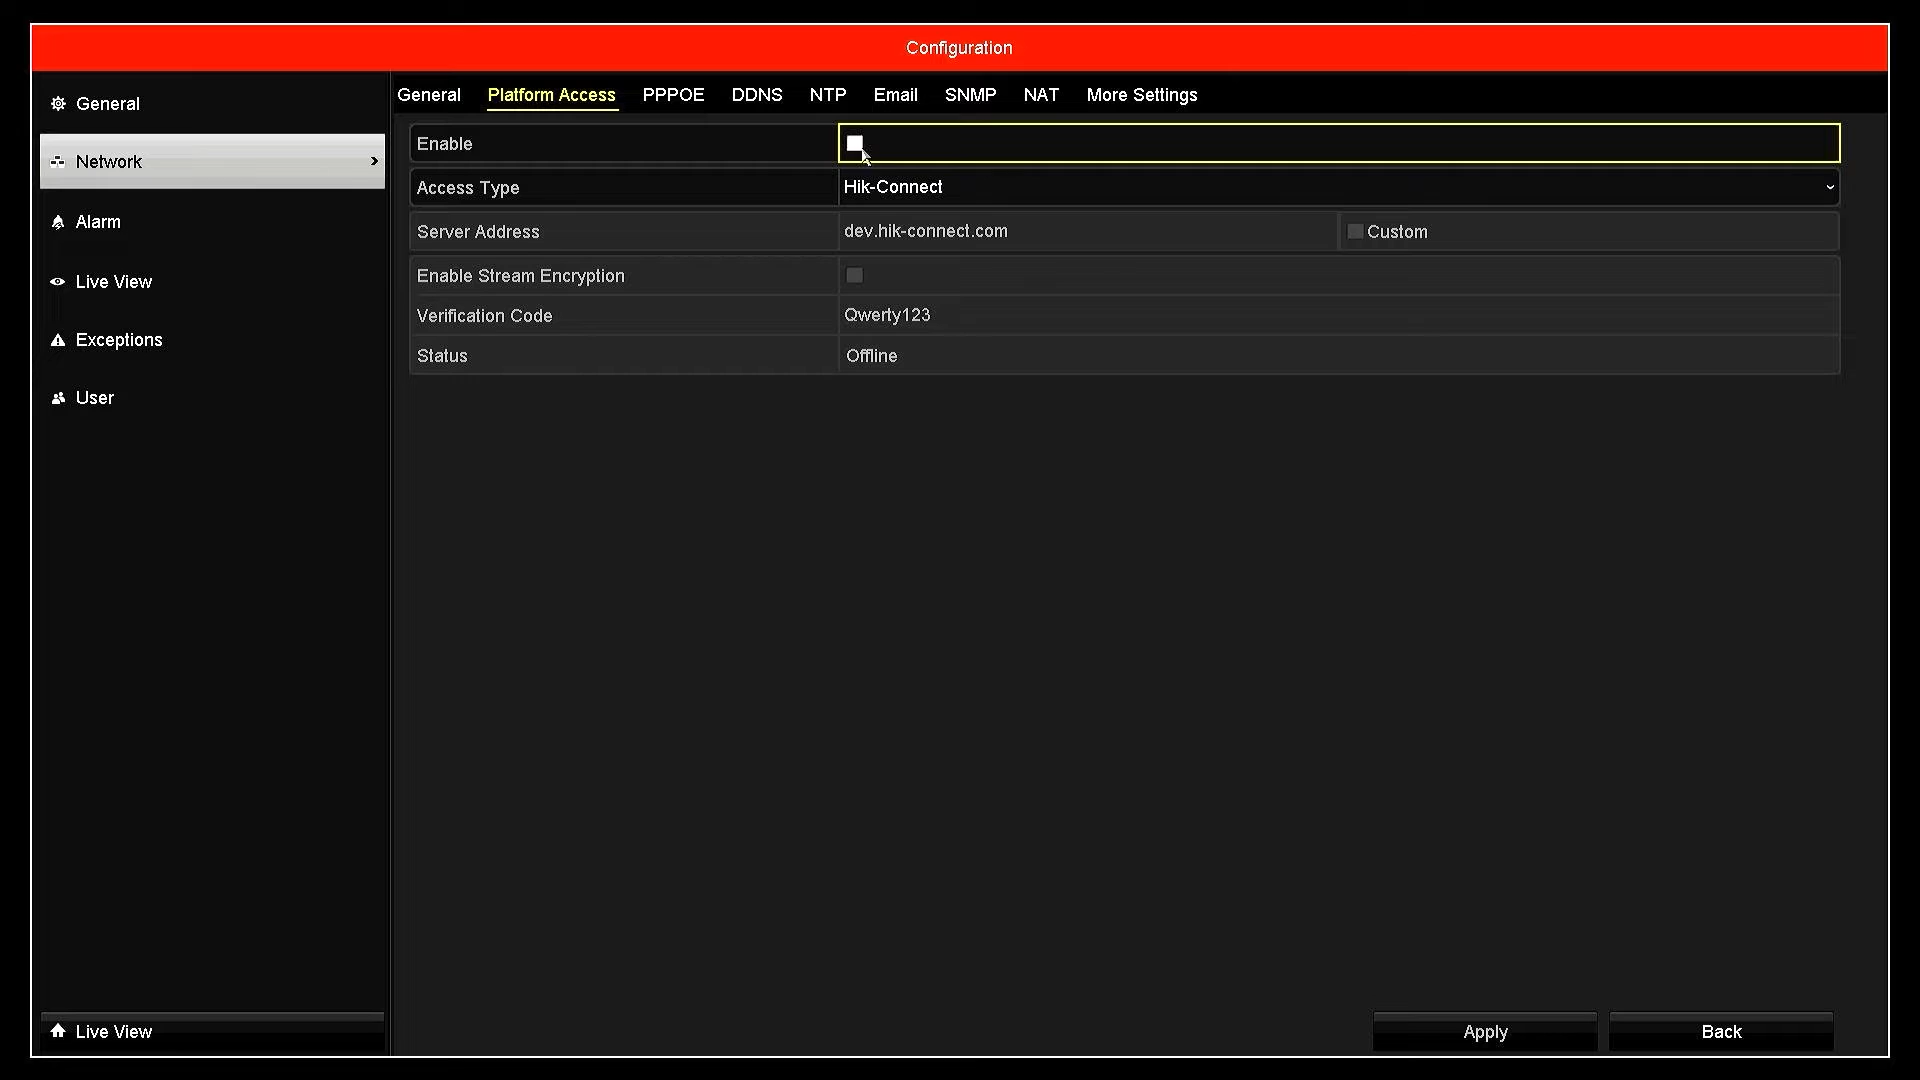 Configuration
General
Network
Alarm
Live View
Exceptions
User
Live View
General Platform Access PPPOE DDNS NTP Email SNMP NAT More Settings
Enable
Access Type Hik-Connect
Server Address dev.hik-connect.com Custom
Enable Stream Encryption
Verification Code Qwerty123
Status Offline
Apply Back